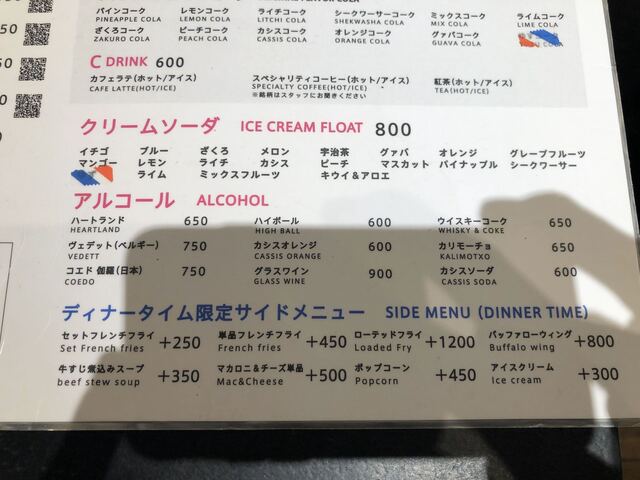 パインコーク レモンコーク ライチコーク シークワーサーコーク ミックスコーク ライムコーク
PINEAPPLE COLA LEMON COLA LITCHI COLA SHEKWASHA COLA MIX COLA LIME COLA
ざくろコーク ピーチコーク カシスコーク オレンジコーク グァバコーク
ZAKURO COLA PEACH COLA CASSIS COLA ORANGE COLA GUAVA COLA
C DRINK 600
カフェラテ(ホット/アイス) スペシャリティコーヒー(ホット/アイス) 紅茶(ホット/アイス)
CAFE LATTE(HOT/ICE) SPECIALTY COFFEE(HOT/ICE) TEA(HOT/ICE)
※銘柄はスタッフにお聞きください
クリームソーダ ICE CREAM FLOAT 800
イチゴ ブルー ざくろ メロン 宇治茶 グァバ オレンジ グレープフルーツ
マンゴー レモン ライチ カシス ピーチ マスカット パイナップル シークワーサー
ライム ミックスフルーツ キウイ&アロエ
アルコール ALCOHOL
ハートランド 650 ハイボール 600 ウイスキーコーク 650
HEARTLAND HIGH BALL WHISKY & COKE
ヴェデット(ベルギー) 750 カシスオレンジ 600 カリモーチョ 650
VEDETT CASSIS ORANGE KALIMOTXO
コエド 伽羅(日本) 750 グラスワイン 900 カシスソーダ 600
COEDO GLASS WINE CASSIS SODA
ディナータイム限定サイドメニュー SIDE MENU (DINNER TIME)
セットフレンチフライ +250 単品フレンチフライ +450 ローテッドフライ +1200 バッファローウィング +800
Set French fries French fries Loaded Fry Buffalo wing
牛すじ煮込みスープ +350 マカロニ&チーズ単品 +500 ポップコーン +450 アイスクリーム +300
beef stew soup Mac&Cheese Popcorn Ice cream